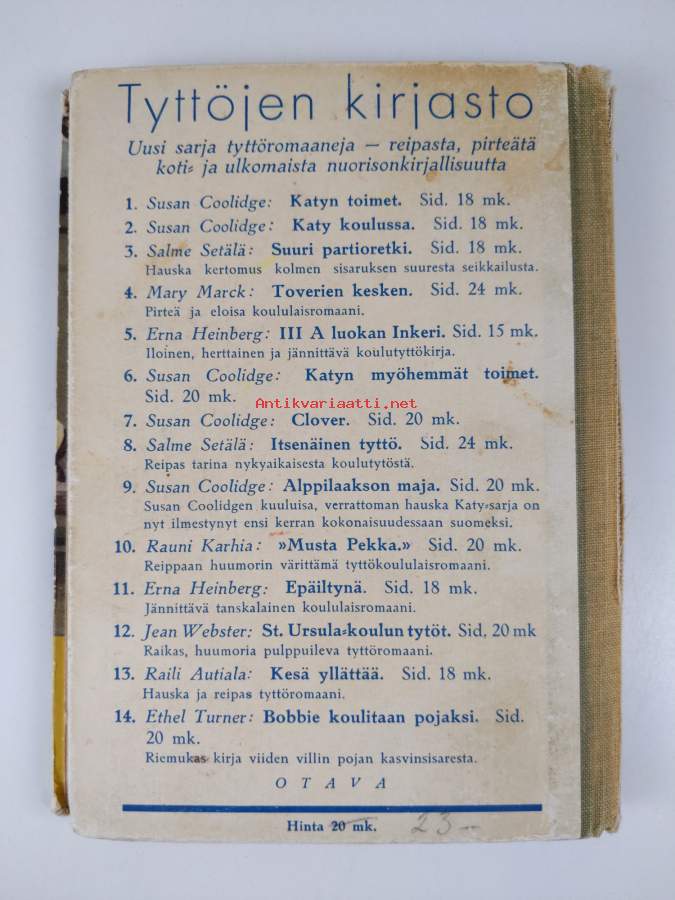 Tyttöjen kirjasto
Uusi sarja tyttöromaaneja — reipasta, pirteätä
koti- ja ulkomaista nuorisonkirjallisuutta
1. Susan Coolidge: Katyn toimet. Sid. 18 mk.
2. Susan Coolidge: Katy koulussa. Sid. 18 mk.
3. Salme Setälä: Suuri partioretki. Sid. 18 mk.
Hauska kertomus kolmen sisaruksen suuresta seikkailusta.
4. Mary Marck: Toverien kesken. Sid. 24 mk.
Pirteä ja eloisa koululaisromaani.
5. Erna Heinberg: III A luokan Inkeri. Sid. 15 mk.
Iloinen, herttainen ja jännittävä koulutyttökirja.
6. Susan Coolidge: Katyn myöhemmät toimet.
Sid. 20 mk.
Antikvariaatti.net
7. Susan Coolidge: Clover. Sid. 20 mk.
8. Salme Setälä: Itsenäinen tyttö. Sid. 24 mk.
Reipas tarina nykyaikaisesta koulutytöstä.
9. Susan Coolidge: Alppilaakson maja. Sid. 20 mk.
Susan Coolidgen kuuluisa, verrattoman hauska Katy-sarja on
nyt ilmestynyt ensi kerran kokonaisuudessaan suomeksi.
10. Rauni Karhia: »Musta Pekka.» Sid. 20 mk.
Reippaan huumorin värittämä tyttökoululaisromaani.
11. Erna Heinberg: Epäiltynä. Sid. 18 mk.
Jännittävä tanskalainen koululaisromaani.
12. Jean Webster: St. Ursula-koulun tytöt. Sid. 20 mk
Raikas, huumoria pulppuileva tyttöromaani.
13. Raili Autiala: Kesä yllättää. Sid. 18 mk.
Hauska ja reipas tyttöromaani.
14. Ethel Turner: Bobbie koulitaan pojaksi. Sid.
20 mk.
Riemukas kirja viiden villin pojan kasvinsisaresta.
OTAVA
Hinta 20 mk. 23—